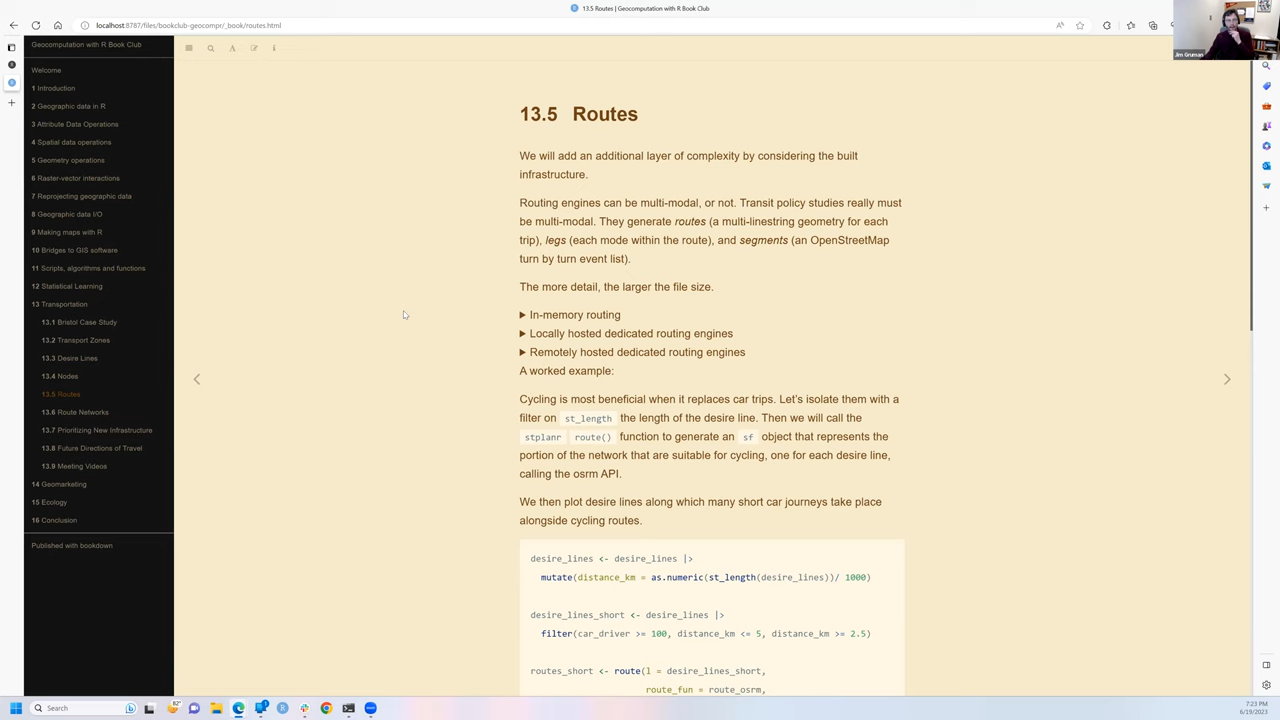 13.5 Routes | Geocomputation with R Book Club
localhost:8787/files/bookclub-geocompr/_book/routes.html
Jim Gruman
Geocomputation with R Book Club
Welcome
1 Introduction
2 Geographic data in R
3 Attribute Data Operations
4 Spatial data operations
5 Geometry operations
6 Raster-vector interactions
7 Reprojecting geographic data
8 Geographic data I/O
9 Making maps with R
10 Bridges to GIS software
11 Scripts, algorithms and functions
12 Statistical Learning
13 Transportation
13.1 Bristol Case Study
13.2 Transport Zones
13.3 Desire Lines
13.4 Nodes
13.5 Routes
13.6 Route Networks
13.7 Prioritizing New Infrastructure
13.8 Future Directions of Travel
13.9 Meeting Videos
14 Geomarketing
15 Ecology
16 Conclusion
Published with bookdown
13.5 Routes
We will add an additional layer of complexity by considering the built
infrastructure.
Routing engines can be multi-modal, or not. Transit policy studies really must
be multi-modal. They generate routes (a multi-linestring geometry for each
trip), legs (each mode within the route), and segments (an OpenStreetMap
turn by turn event list).
The more detail, the larger the file size.
In-memory routing
Locally hosted dedicated routing engines
Remotely hosted dedicated routing engines
A worked example:
Cycling is most beneficial when it replaces car trips. Let's isolate them with a
filter on st_length the length of the desire line. Then we will call the
stplanr route() function to generate an sf object that represents the
portion of the network that are suitable for cycling, one for each desire line,
calling the osrm API.
We then plot desire lines along which many short car journeys take place
alongside cycling routes.
desire_lines <- desire_lines |>
mutate(distance_km = as.numeric(st_length(desire_lines))/ 1000)
desire_lines_short <- desire_lines |>
filter(car_driver >= 100, distance_km <= 5, distance_km >= 2.5)
routes_short <- route(l = desire_lines_short,
route_fun = route_osrm,
Search
82°
7:23 PM
6/19/2023